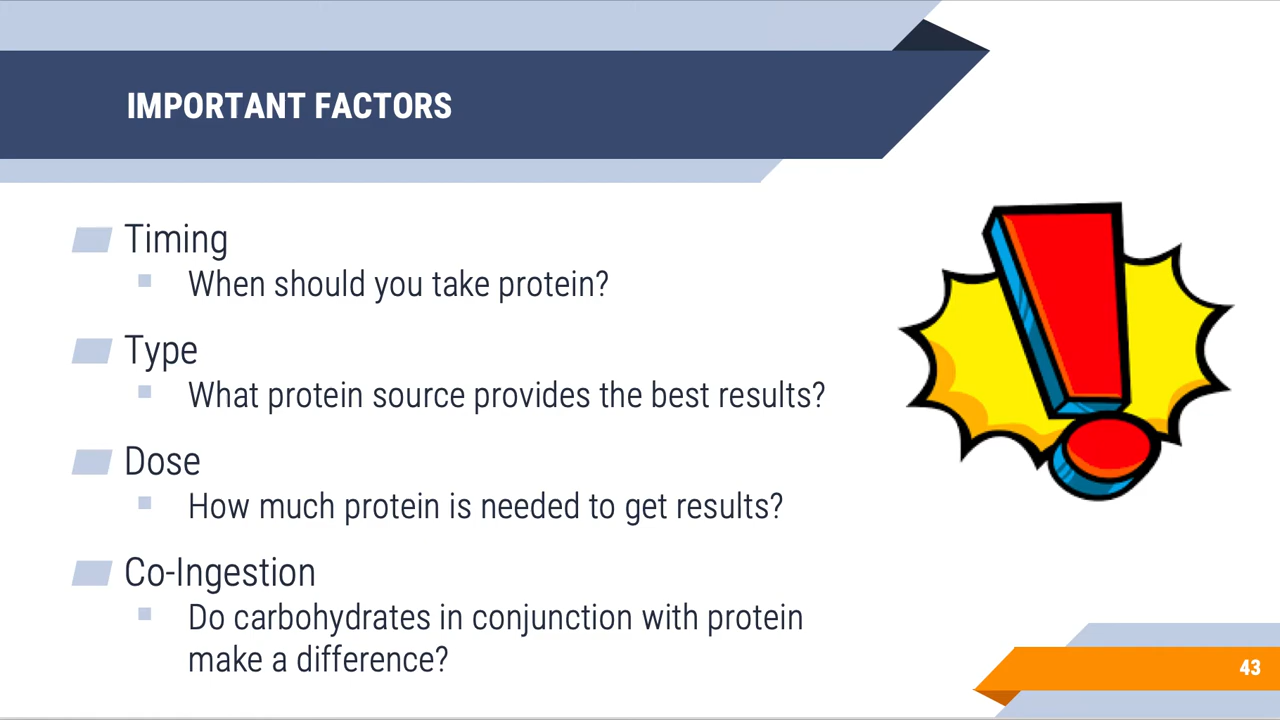 IMPORTANT FACTORS
Timing
When should you take protein?
Type
What protein source provides the best results?
Dose
How much protein is needed to get results?
Co-Ingestion
Do carbohydrates in conjunction with protein
make a difference?
43